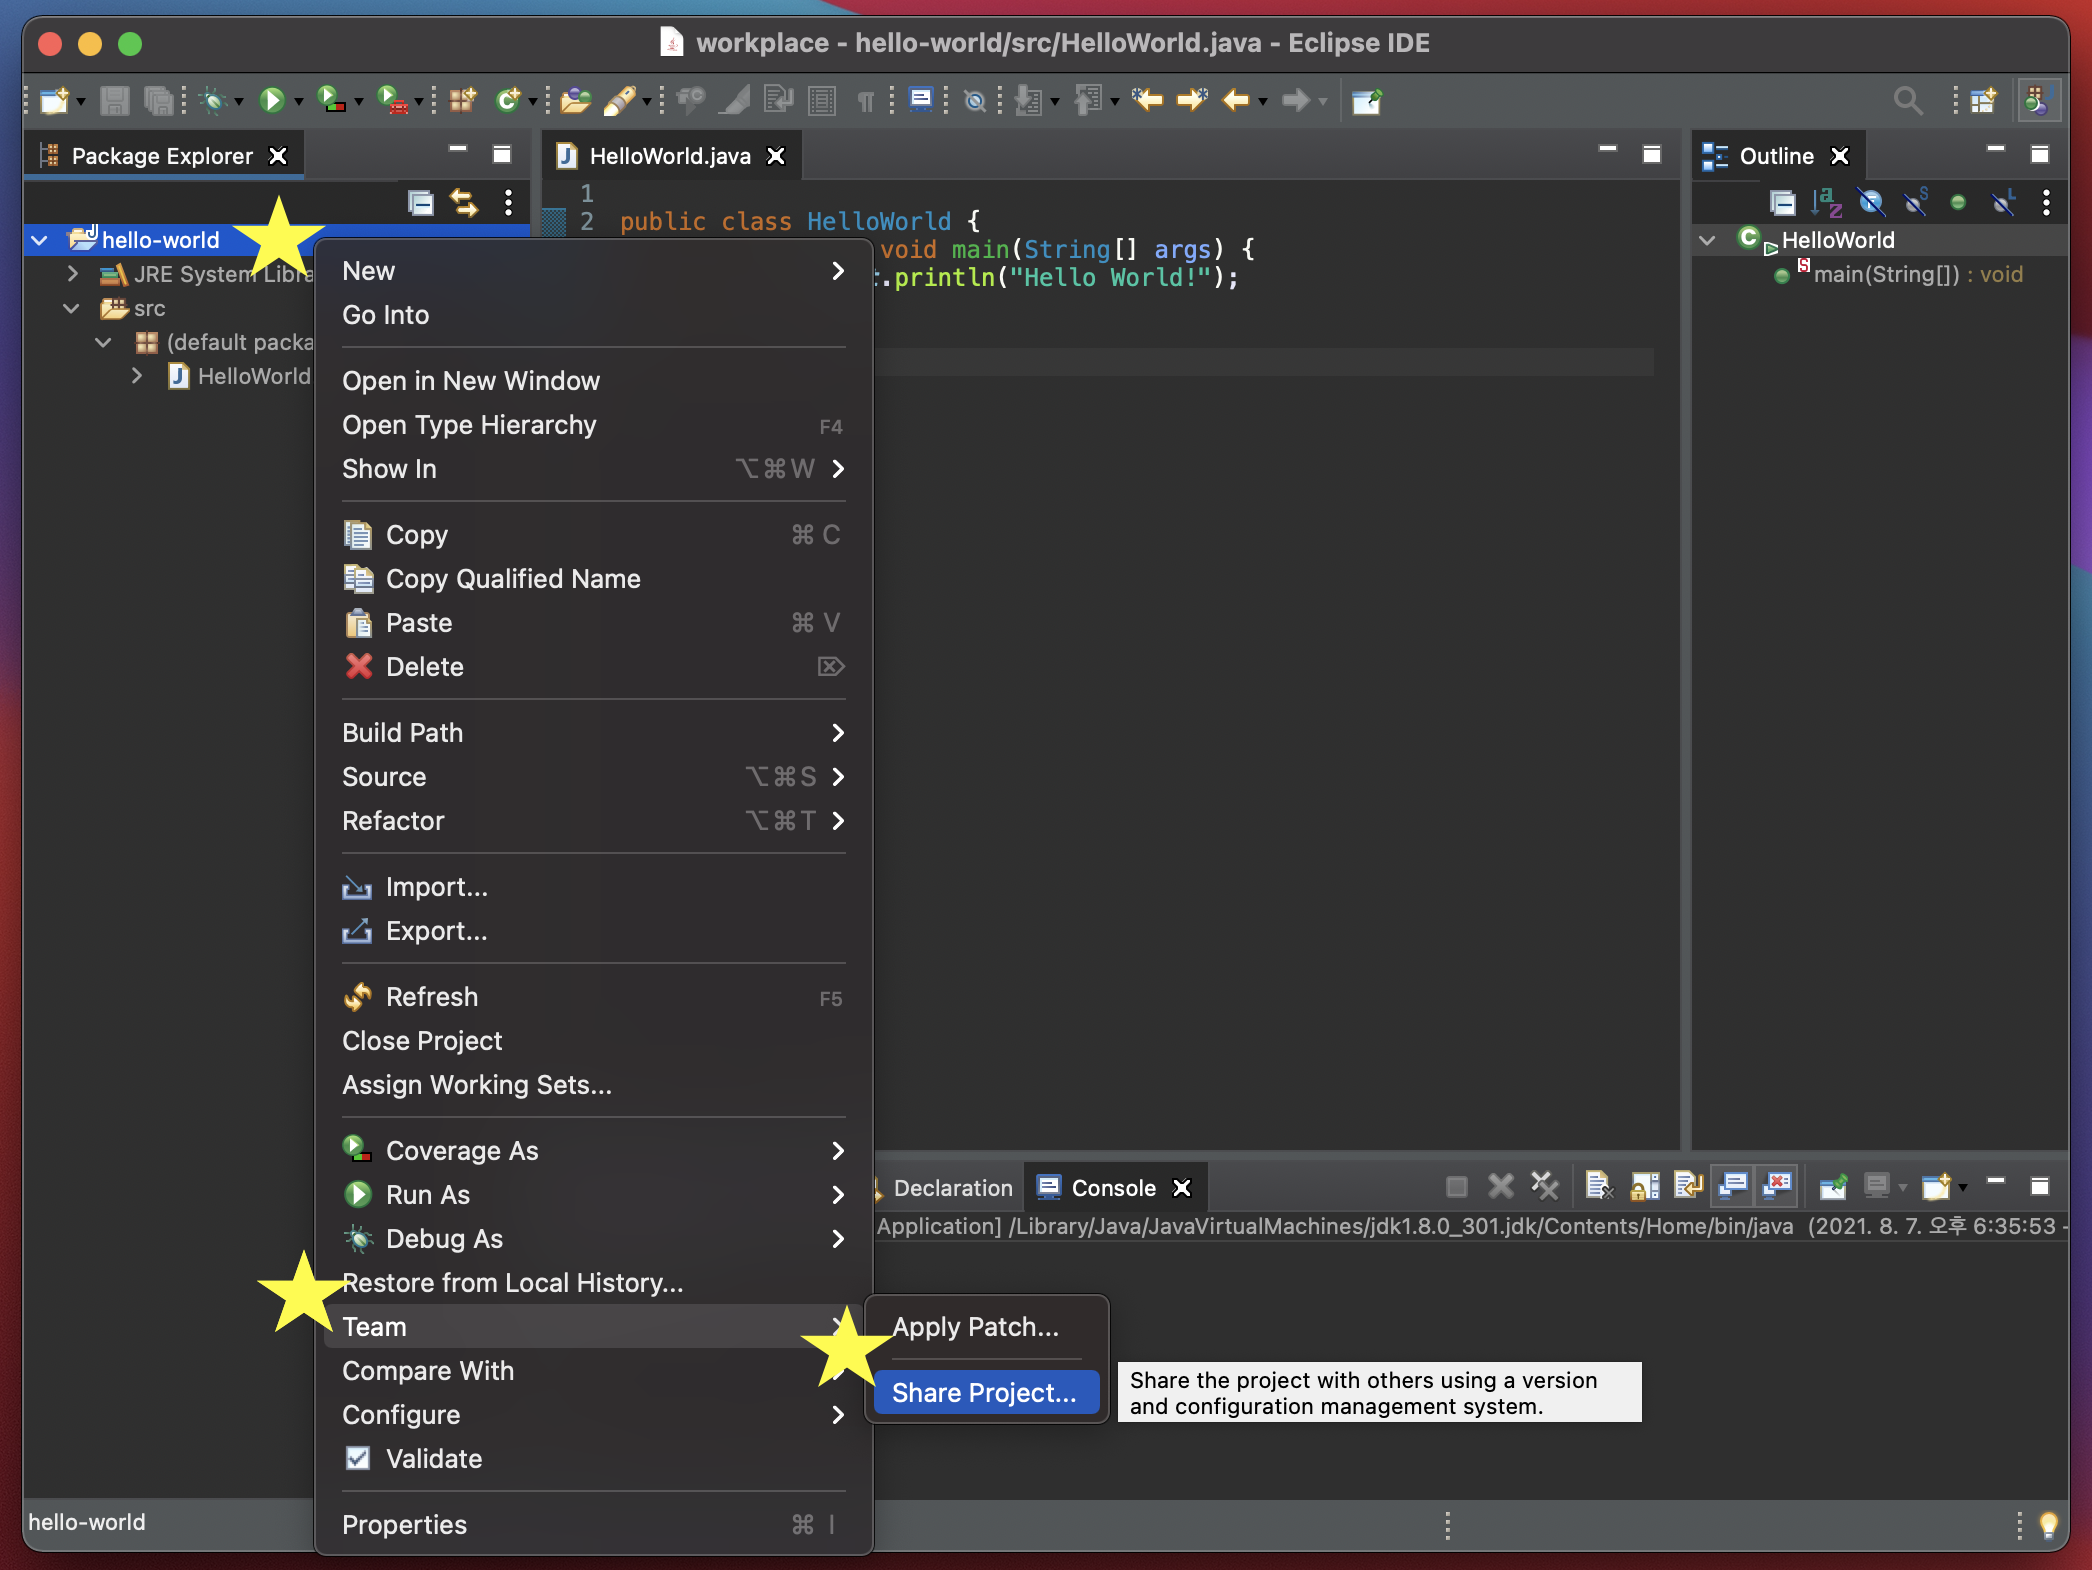 workplace - hello-world/src/HelloWorld.java - Eclipse IDE
Package Explorer
HelloWorld.java
Outline
hello-world
JRE System Libra
src
(default packa
HelloWorld
1
2 public class HelloWorld {
void main(String[] args) {
.println("Hello World!");
HelloWorld
main(String[]) : void
New
Go Into
Open in New Window
Open Type Hierarchy F4
Show In ⌥⌘W
Copy ⌘ C
Copy Qualified Name
Paste ⌘ V
Delete ⌦
Build Path
Source ⌥⌘S
Refactor ⌥⌘T
Import...
Export...
Refresh F5
Close Project
Assign Working Sets...
Coverage As
Run As
Debug As
Restore from Local History...
Team
Compare With
Configure
Validate
Properties ⌘ I
Apply Patch...
Share Project...
Share the project with others using a version
and configuration management system.
Declaration
Console
Application] /Library/Java/JavaVirtualMachines/jdk1.8.0_301.jdk/Contents/Home/bin/java (2021. 8. 7. 오후 6:35:53 -
hello-world